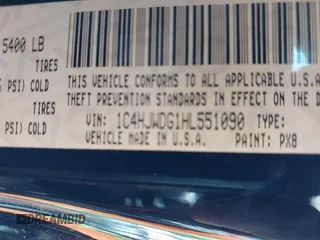 5400 LB
TIRES
PSI) COLD
TIRES
PSI) COLD
COLD
THIS VEHICLE CONFORMS TO ALL APPLICABLE U.S.A.
THEFT PREVENTION STANDARDS IN EFFECT ON THE D
VIN: 1C4HJWDG1HL551090 TYPE:
VEHICLE MADE IN U.S.A. PAINT: PX8
DREAMBID